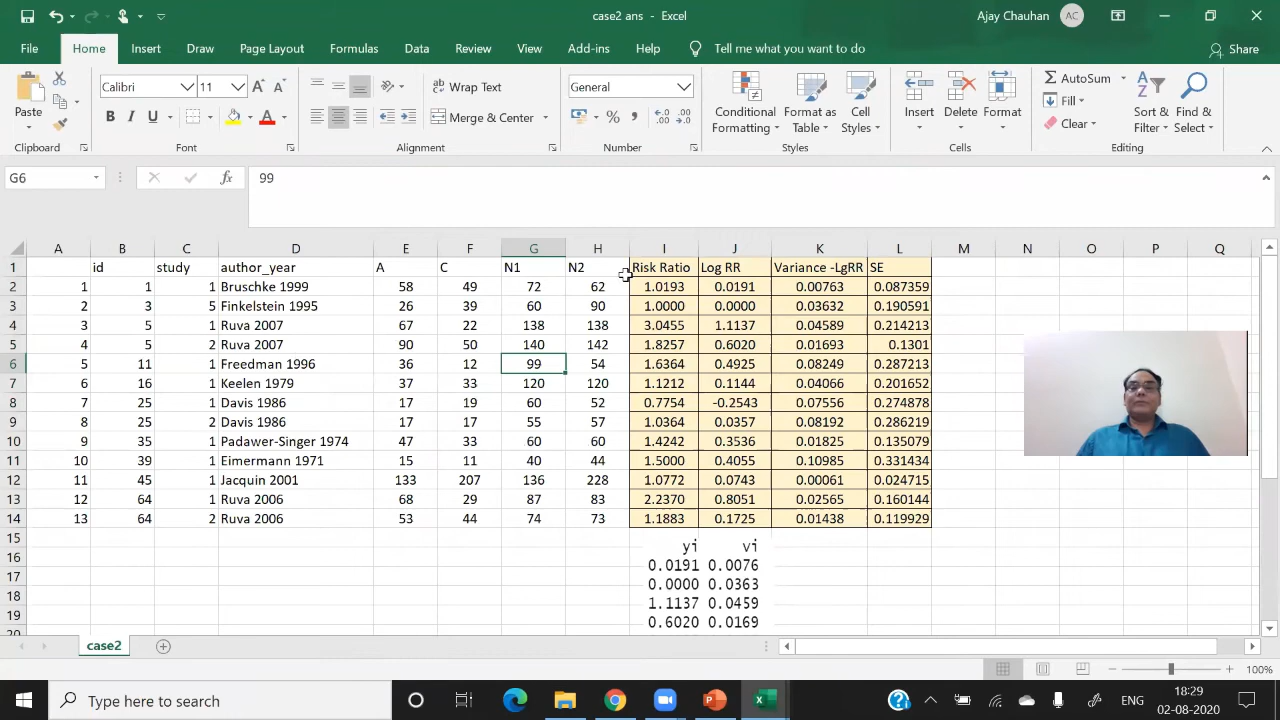 case2 ans - Excel
Ajay Chauhan AC
File Home Insert Draw Page Layout Formulas Data Review View Add-ins Help Tell me what you want to do Share
Calibri 11 Wrap Text General AutoSum
Paste Merge & Center Conditional Formatting Format as Table Cell Styles Insert Delete Format Fill Clear Sort & Filter Find & Select
Clipboard Font Alignment Number Styles Cells Editing
G6 fx 99
A B C D E F G H I J K L M N O P Q
1 id study author_year A C N1 N2 Risk Ratio Log RR Variance -LgRR SE
2 1 1 1 Bruschke 1999 58 49 72 62 1.0193 0.0191 0.00763 0.087359
3 2 3 5 Finkelstein 1995 26 39 60 90 1.0000 0.0000 0.03632 0.190591
4 3 5 1 Ruva 2007 67 22 138 138 3.0455 1.1137 0.04589 0.214213
5 4 5 2 Ruva 2007 90 50 140 142 1.8257 0.6020 0.01693 0.1301
6 5 11 1 Freedman 1996 36 12 99 54 1.6364 0.4925 0.08249 0.287213
7 6 16 1 Keelen 1979 37 33 120 120 1.1212 0.1144 0.04066 0.201652
8 7 25 1 Davis 1986 17 19 60 52 0.7754 -0.2543 0.07556 0.274878
9 8 25 2 Davis 1986 17 17 55 57 1.0364 0.0357 0.08192 0.286219
10 9 35 1 Padawer-Singer 1974 47 33 60 60 1.4242 0.3536 0.01825 0.135079
11 10 39 1 Eimermann 1971 15 11 40 44 1.5000 0.4055 0.10985 0.331434
12 11 45 1 Jacquin 2001 133 207 136 228 1.0772 0.0743 0.00061 0.024715
13 12 64 1 Ruva 2006 68 29 87 83 2.2370 0.8051 0.02565 0.160144
14 13 64 2 Ruva 2006 53 44 74 73 1.1883 0.1725 0.01438 0.119929
15 yi vi
16 0.0191 0.0076
17 0.0000 0.0363
18 1.1137 0.0459
19 0.6020 0.0169
20
case2
100%
Type here to search
ENG 18:29
02-08-2020